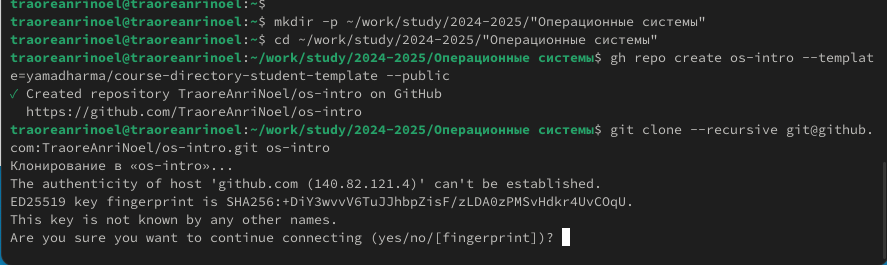 traoreanrinoel@traoreanrinoel:~$
traoreanrinoel@traoreanrinoel:~$ mkdir -p ~/work/study/2024-2025/"Операционные системы"
traoreanrinoel@traoreanrinoel:~$ cd ~/work/study/2024-2025/"Операционные системы"
traoreanrinoel@traoreanrinoel:~/work/study/2024-2025/Операционные системы$ gh repo create os-intro --templat
e=yamadharma/course-directory-student-template --public
✓ Created repository TraoreAnriNoel/os-intro on GitHub
https://github.com/TraoreAnriNoel/os-intro
traoreanrinoel@traoreanrinoel:~/work/study/2024-2025/Операционные системы$ git clone --recursive git@github.
com:TraoreAnriNoel/os-intro.git os-intro
Клонирование в «os-intro»...
The authenticity of host 'github.com (140.82.121.4)' can't be established.
ED25519 key fingerprint is SHA256:+DiY3wvvV6TuJJhbpZisF/zLDA0zPMSvHdkr4UvCOqU.
This key is not known by any other names.
Are you sure you want to continue connecting (yes/no/[fingerprint])?